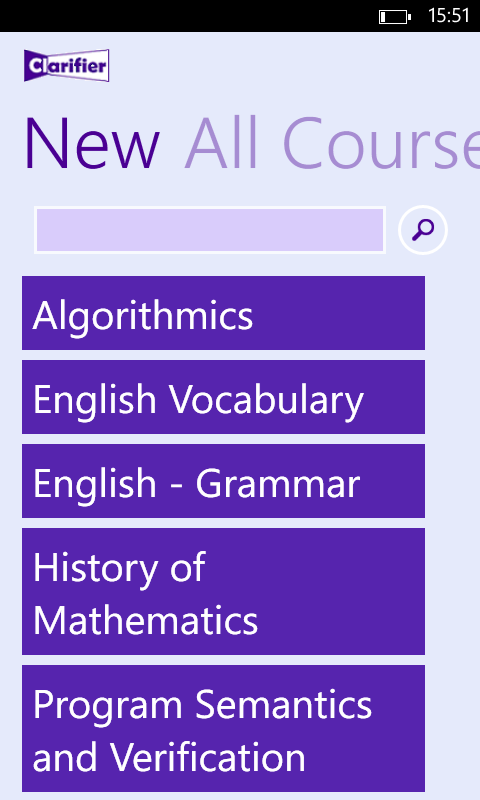 15:51
Clarifier
New All Course
Algorithmics
English Vocabulary
English - Grammar
History of
Mathematics
Program Semantics
and Verification